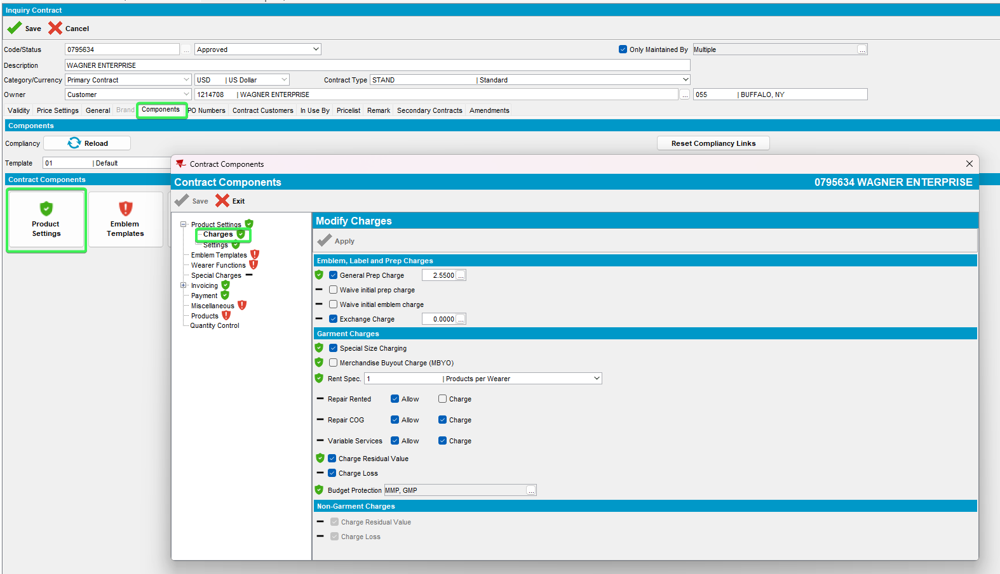 Inquiry Contract
Save Cancel
Code/Status 0795634 ... Approved Only Maintained By Multiple ...
Description WAGNER ENTERPRISE
Category/Currency Primary Contract USD | US Dollar Contract Type STAND | Standard
Owner Customer 1214708 | WAGNER ENTERPRISE ... 055 | BUFFALO, NY
Validity Price Settings General Brand Components PO Numbers Contract Customers In Use By Pricelist Remark Secondary Contracts Amendments
Components
Compliancy Reload Reset Compliancy Links
Template 01 | Default
Contract Components
Product Settings
Emblem Templates
Contract Components
Contract Components 0795634 WAGNER ENTERPRISE
Save Exit
Product Settings
Charges
Settings
Emblem Templates
Wearer Functions
Special Charges
Invoicing
Payment
Miscellaneous
Products
Quantity Control
Modify Charges
Apply
Emblem, Label and Prep Charges
General Prep Charge 2.5500 ...
Waive initial prep charge
Waive initial emblem charge
Exchange Charge 0.0000 ...
Garment Charges
Special Size Charging
Merchandise Buyout Charge (MBYO)
Rent Spec. 1 | Products per Wearer
Repair Rented Allow Charge
Repair COG Allow Charge
Variable Services Allow Charge
Charge Residual Value
Charge Loss
Budget Protection MMP, GMP ...
Non-Garment Charges
Charge Residual Value
Charge Loss